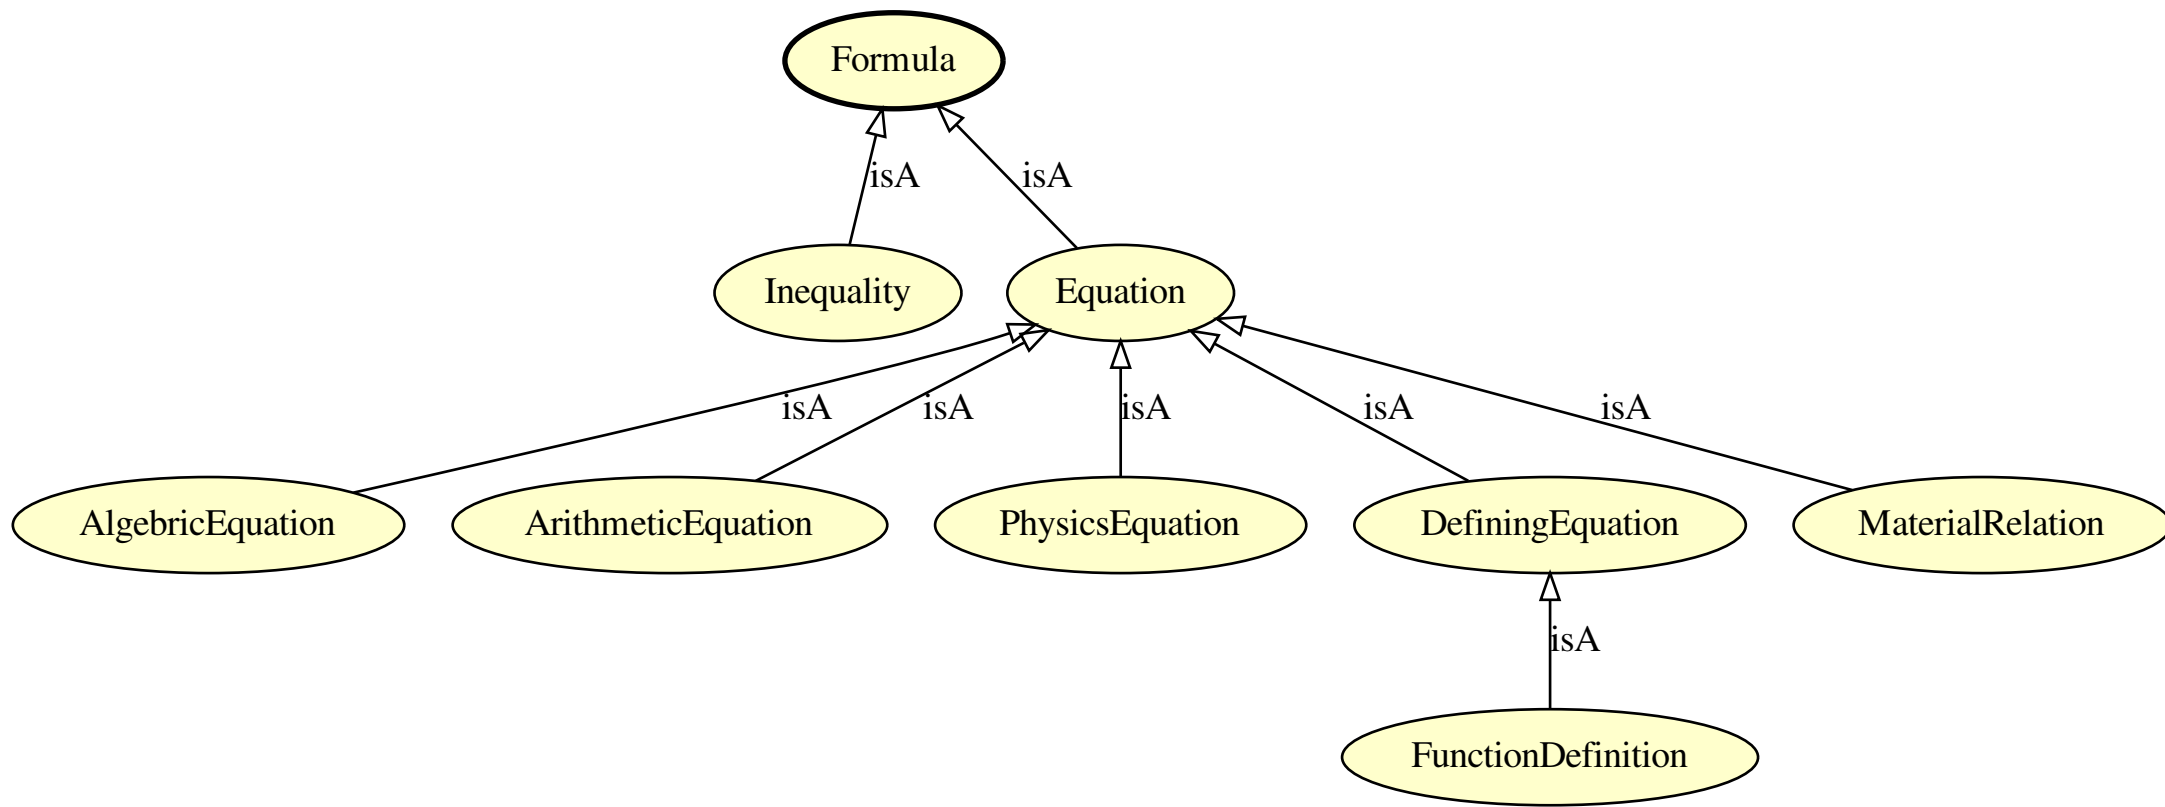 Formula
isA
isA
Inequality
Equation
isA
isA
isA
isA
isA
AlgebricEquation
ArithmeticEquation
PhysicsEquation
DefiningEquation
MaterialRelation
isA
FunctionDefinition